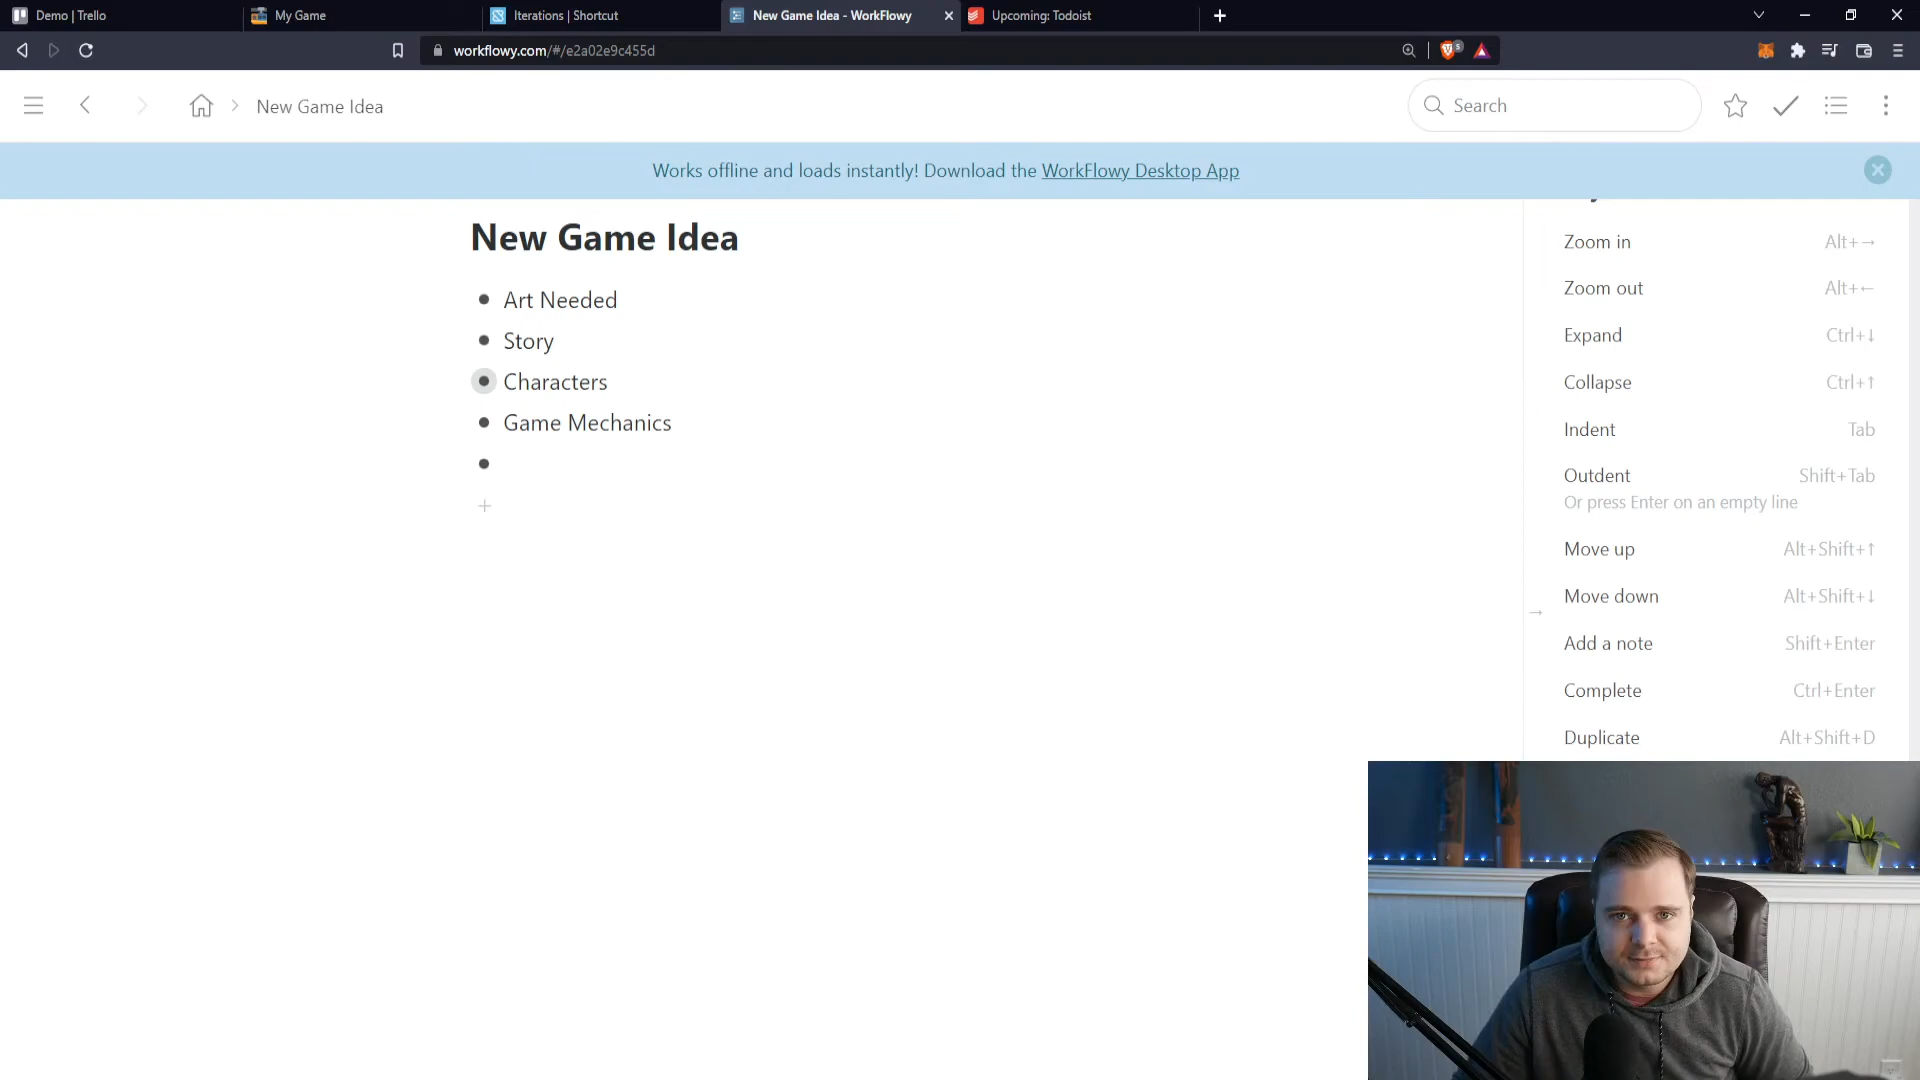 Demo | Trello
My Game
Iterations | Shortcut
New Game Idea - WorkFlowy
Upcoming: Todoist
workflowy.com/#/e2a02e9c455d
New Game Idea
Search
Works offline and loads instantly! Download the WorkFlowy Desktop App
New Game Idea
Art Needed
Story
Characters
Game Mechanics
Zoom in Alt+→
Zoom out Alt+←
Expand Ctrl+↓
Collapse Ctrl+↑
Indent Tab
Outdent Shift+Tab
Or press Enter on an empty line
Move up Alt+Shift+↑
Move down Alt+Shift+↓
Add a note Shift+Enter
Complete Ctrl+Enter
Duplicate Alt+Shift+D